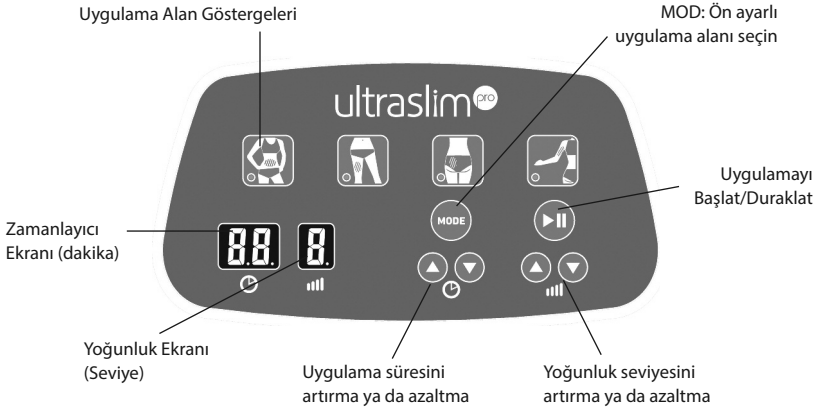 Uygulama Alan Göstergeleri
MOD: Ön ayarlı
uygulama alanı seçin
ultraslim pro
Uygulamayı
Başlat/Duraklat
MODE
Zamanlayıcı
Ekranı (dakika)
88.
8.
Yoğunluk Ekranı
(Seviye)
Uygulama süresini
artırma ya da azaltma
Yoğunluk seviyesini
artırma ya da azaltma